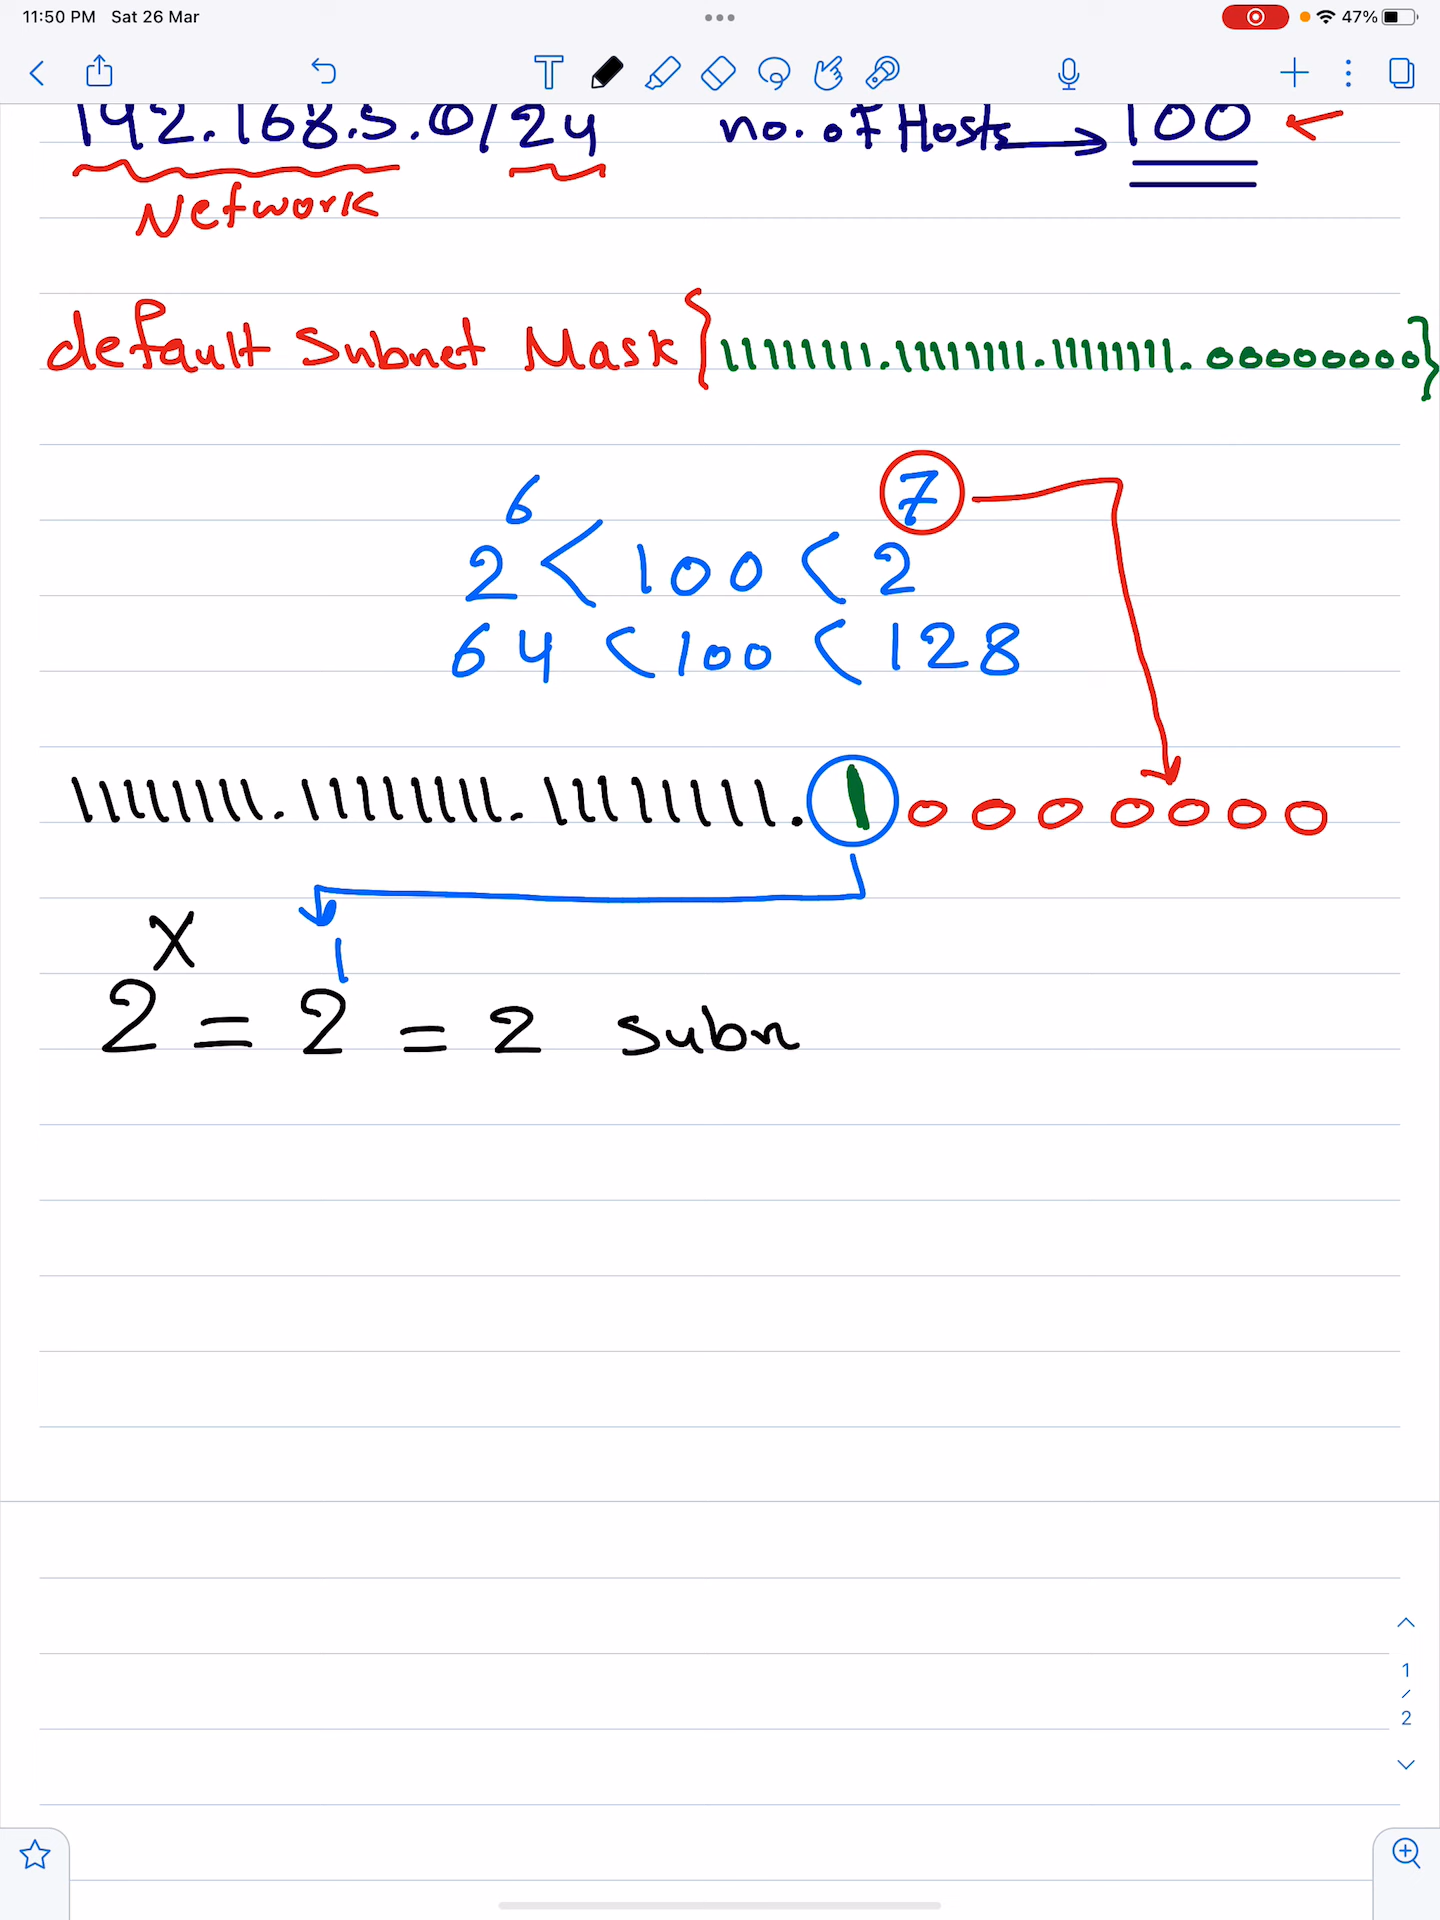 11:50 PM Sat 26 Mar
47%
T
192.168.5.0/24 no. of Hosts → 100 ←
Network
default Subnet Mask {11111111.11111111.11111111.00000000}
6 7
2 < 100 < 2
64 < 100 < 128
11111111.11111111.11111111.10000000
x 1
2 = 2 = 2 subn
1
/
2